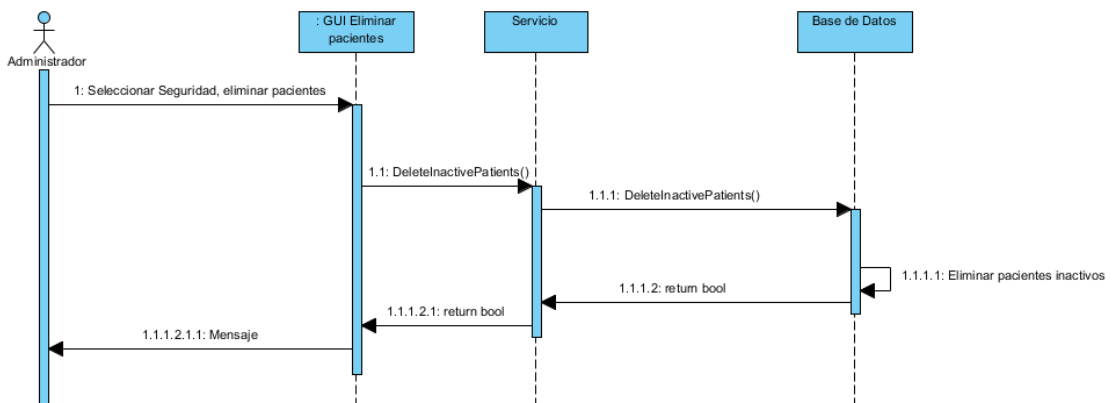 : GUI Eliminar
pacientes
Servicio
Base de Datos
Administrador
1: Seleccionar Seguridad, eliminar pacientes
1.1: DeleteInactivePatients()
1.1.1: DeleteInactivePatients()
1.1.1.1: Eliminar pacientes inactivos
1.1.1.2: return bool
1.1.1.2.1: return bool
1.1.1.2.1.1: Mensaje